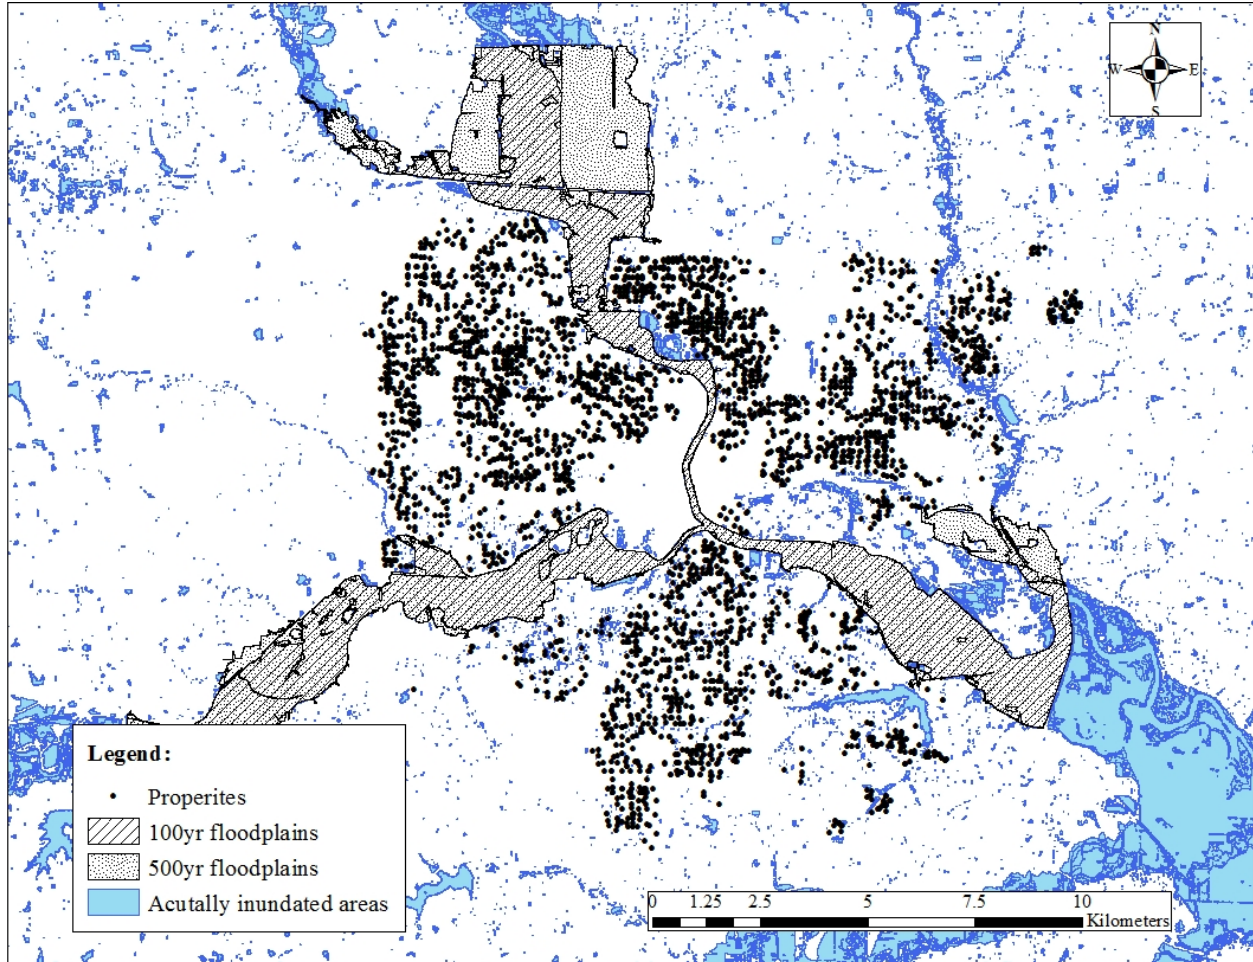 N
W E
S
Legend:
Properites
100yr floodplains
500yr floodplains
Acutally inundated areas
0 1.25 2.5 5 7.5 10
Kilometers